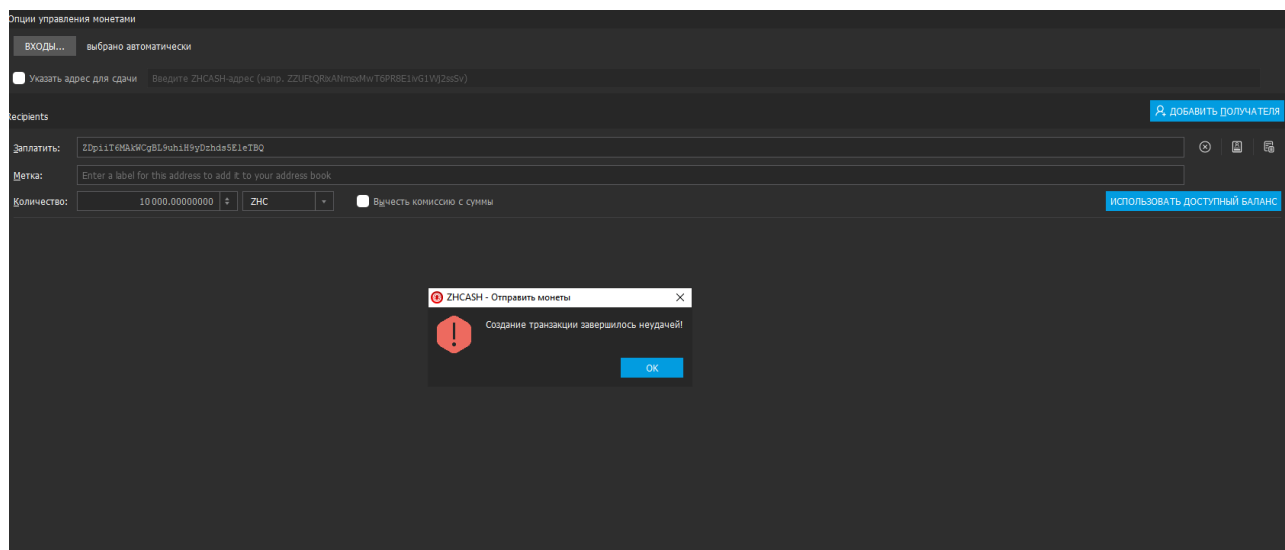 Опции управления монетами
ВХОДЫ... выбрано автоматически
Указать адрес для сдачи
Введите ZHCASH-адрес (напр. ZZUFtQRixANmsxMwT6PR8E1ivG1WJ2ssSv)
Recipients
ДОБАВИТЬ ПОЛУЧАТЕЛЯ
Заплатить: ZDpiiT6MAkWCgBL9uhiH9yDzhds5EleTBQ
Метка: Enter a label for this address to add it to your address book
Количество: 10 000.00000000 ZHC Вычесть комиссию с суммы ИСПОЛЬЗОВАТЬ ДОСТУПНЫЙ БАЛАНС
ZHCASH - Отправить монеты
Создание транзакции завершилось неудачей!
OK